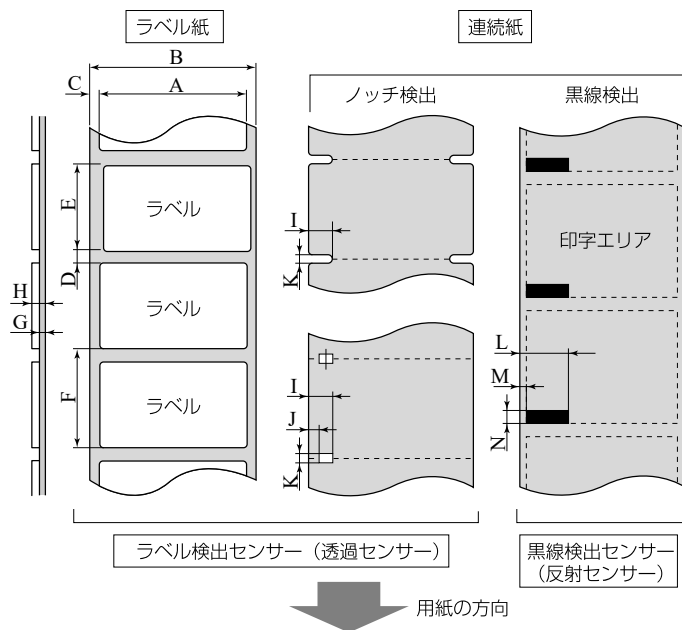 ラベル紙
連続紙
B
C
A
ノッチ検出
黒線検出
E
ラベル
I
印字エリア
D
K
H
ラベル
G
L
I
M
F
ラベル
J
N
K
ラベル検出センサー（透過センサー）
黒線検出センサー
（反射センサー）
用紙の方向